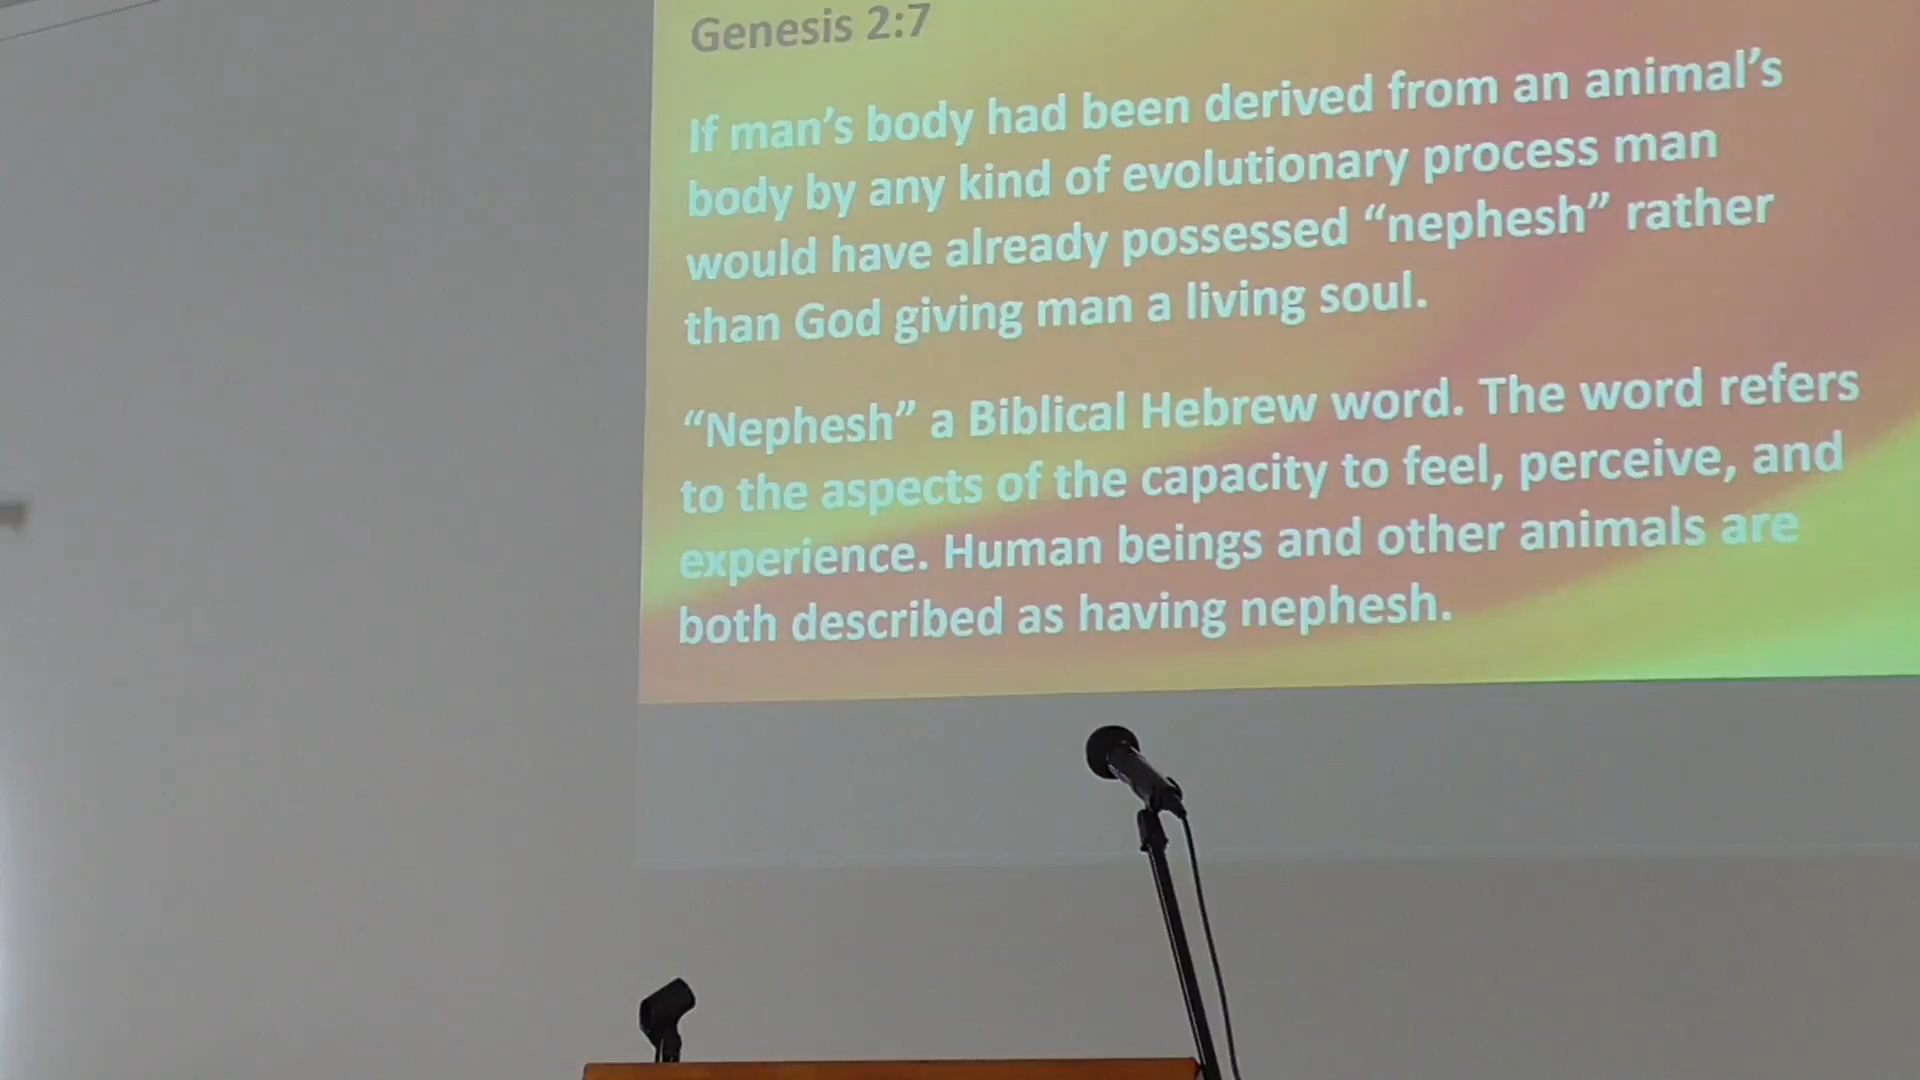 Genesis 2:7
If man’s body had been derived from an animal’s
body by any kind of evolutionary process man
would have already possessed “nephesh” rather
than God giving man a living soul.
“Nephesh” a Biblical Hebrew word. The word refers
to the aspects of the capacity to feel, perceive, and
experience. Human beings and other animals are
both described as having nephesh.